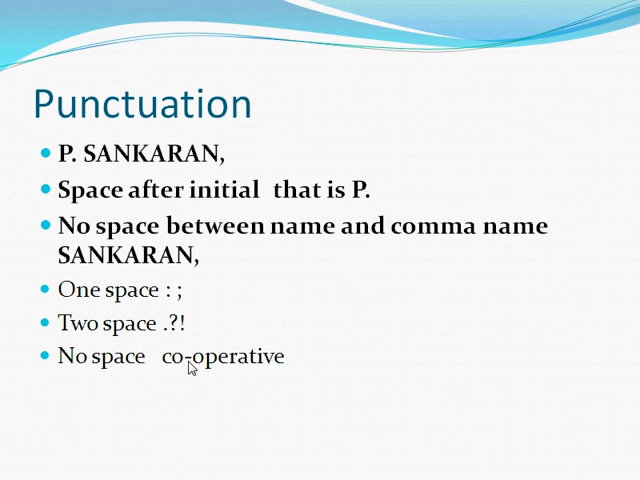 Punctuation
P. SANKARAN,
Space after initial  that is P.
No space between name and comma name
SANKARAN,
One space : ;
Two space .?!
No space  co-operative